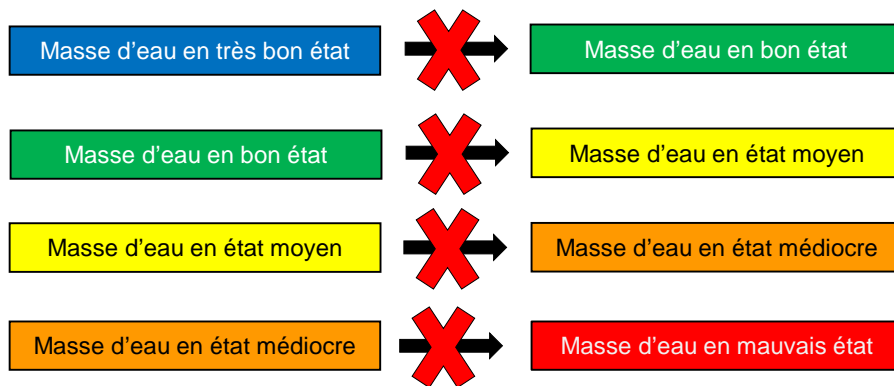 Masse d’eau en très bon état
Masse d’eau en bon état
Masse d’eau en bon état
Masse d’eau en état moyen
Masse d’eau en état moyen
Masse d’eau en état médiocre
Masse d’eau en état médiocre
Masse d’eau en mauvais état